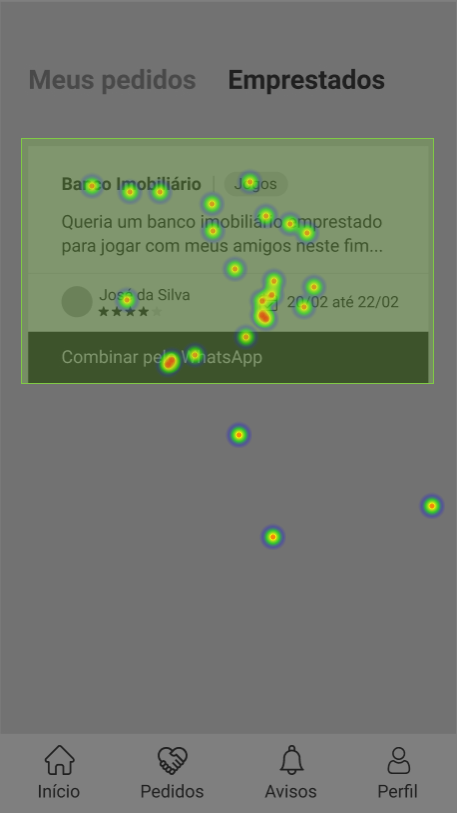 Meus pedidos Emprestados
Banco Imobiliário | Jogos
Queria um banco imobiliário emprestado
para jogar com meus amigos neste fim...
José da Silva
20/02 até 22/02
Combinar pelo WhatsApp
Início Pedidos Avisos Perfil